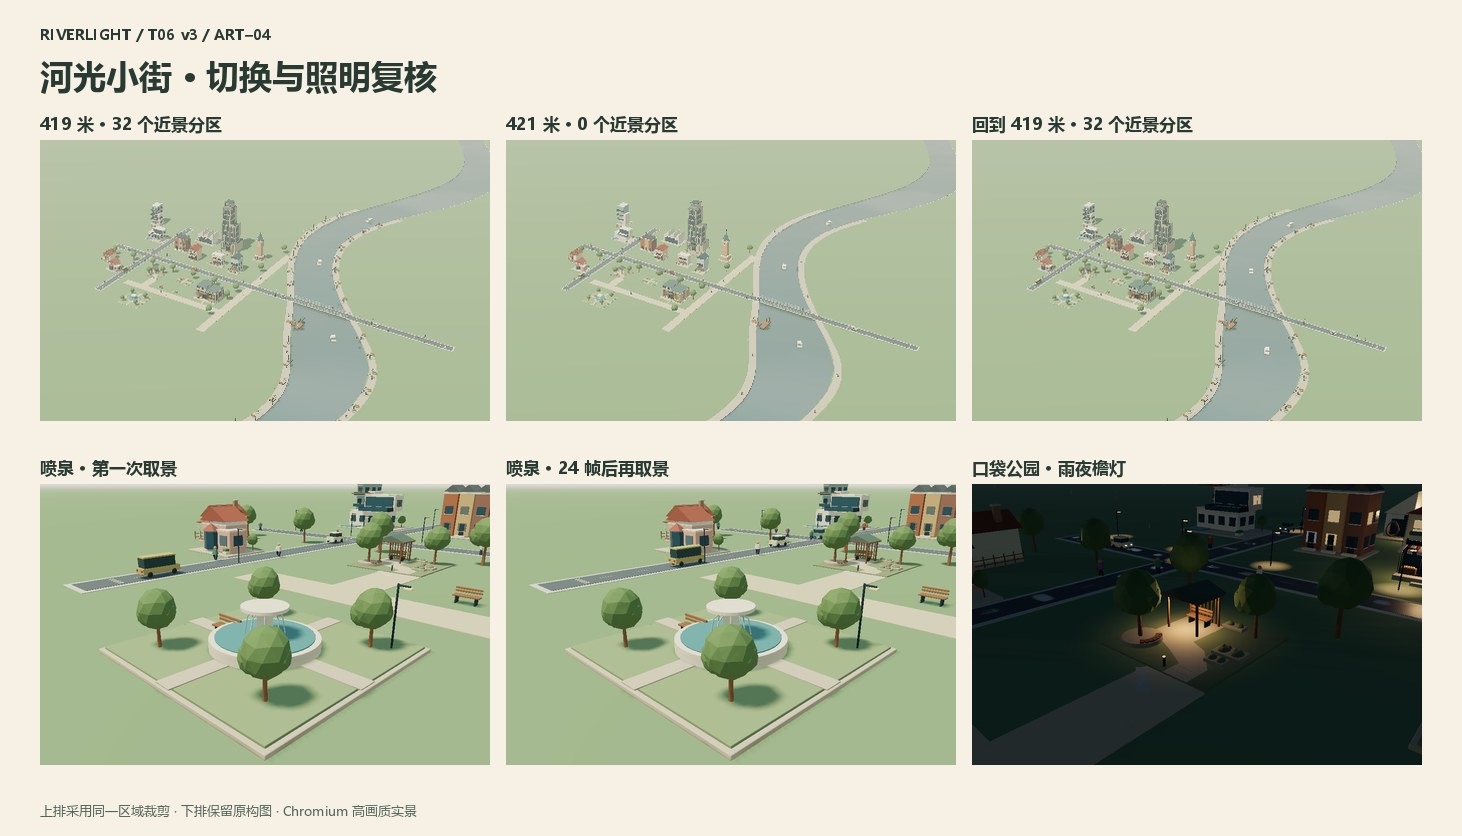 RIVERLIGHT / T06 v3 / ART–04
河光小街 • 切换与照明复核
419 米 • 32 个近景分区
421 米 • 0 个近景分区
回到 419 米 • 32 个近景分区
喷泉 • 第一次取景
喷泉 • 24 帧后再取景
口袋公园 • 雨夜檐灯
上排采用同一区域裁剪 · 下排保留原构图 · Chromium 高画质实景